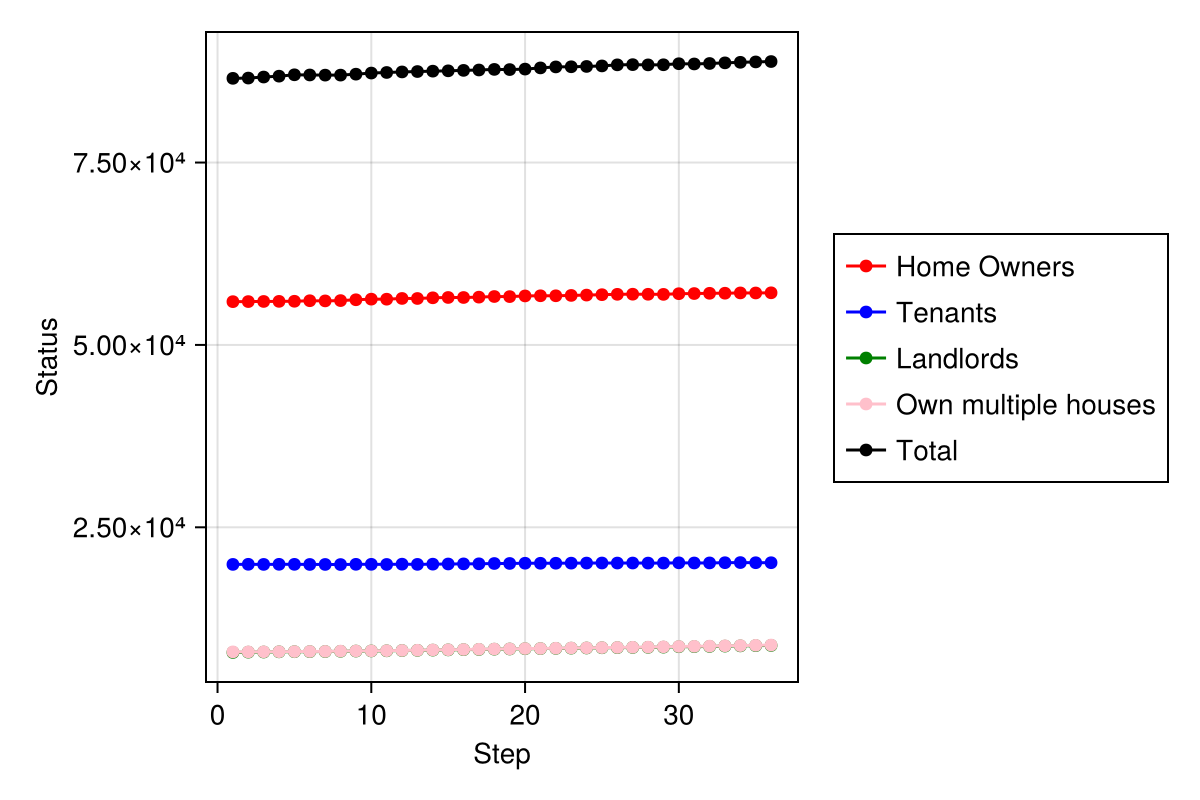 7.50×10⁴
5.00×10⁴
2.50×10⁴
Status
0 10 20 30
Step
Home Owners
Tenants
Landlords
Own multiple houses
Total